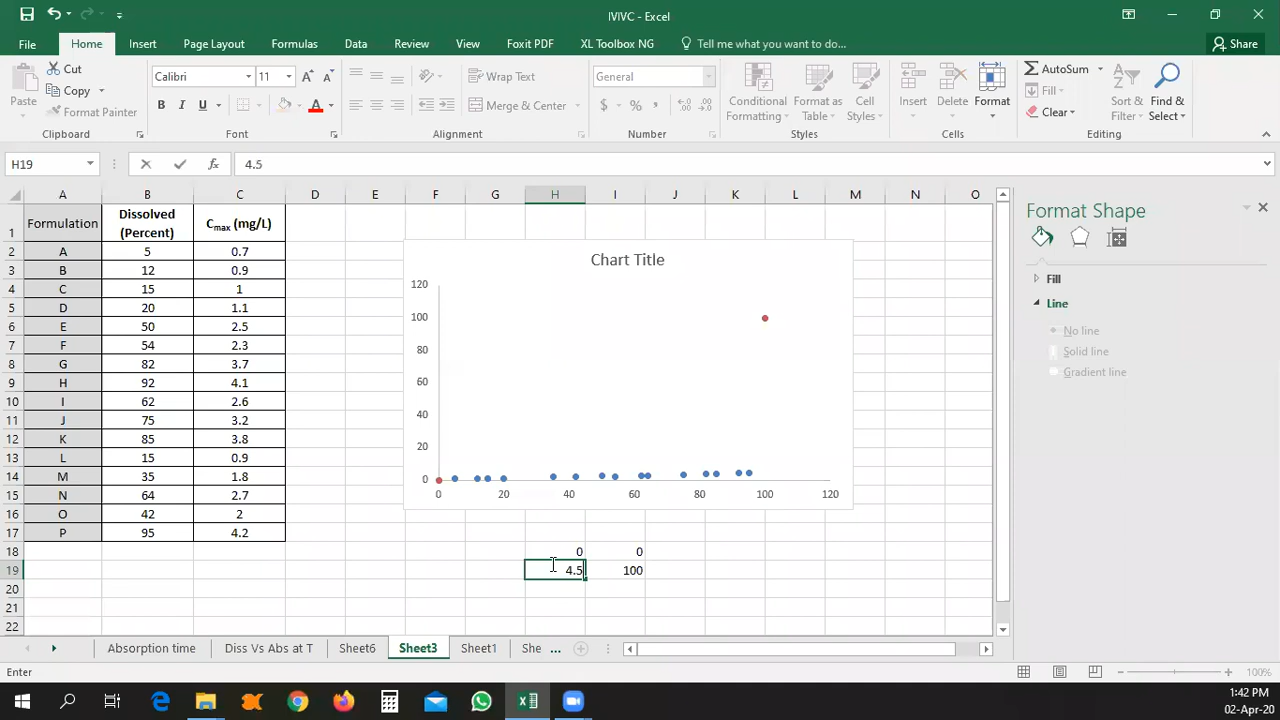 IVIVC - Excel
File Home Insert Page Layout Formulas Data Review View Foxit PDF XL Toolbox NG Tell me what you want to do... Share
Paste
Cut
Copy
Format Painter
Clipboard
Calibri 11
B I U
Font
Wrap Text
Merge & Center
Alignment
General
$ % ,
Number
Conditional Formatting
Formatas Table
Cell Styles
Styles
Insert Delete Format
Cells
AutoSum
Fill
Clear
Sort & Filter
Find & Select
Editing
H19 fx 4.5
A B C D E F G H I J K L M N O
1 Formulation Dissolved (Percent) Cmax (mg/L)
2 A 5 0.7
3 B 12 0.9
4 C 15 1
5 D 20 1.1
6 E 50 2.5
7 F 54 2.3
8 G 82 3.7
9 H 92 4.1
10 I 62 2.6
11 J 75 3.2
12 K 85 3.8
13 L 15 0.9
14 M 35 1.8
15 N 64 2.7
16 O 42 2
17 P 95 4.2
18 0 0
19 4.5 100
20
21
22
Chart Title
120
100
80
60
40
20
0
0 20 40 60 80 100 120
Format Shape
Fill
Line
No line
Solid line
Gradient line
Absorption time Diss Vs Abs at T Sheet6 Sheet3 Sheet1 She ...
Enter
100%
1:42 PM
02-Apr-20